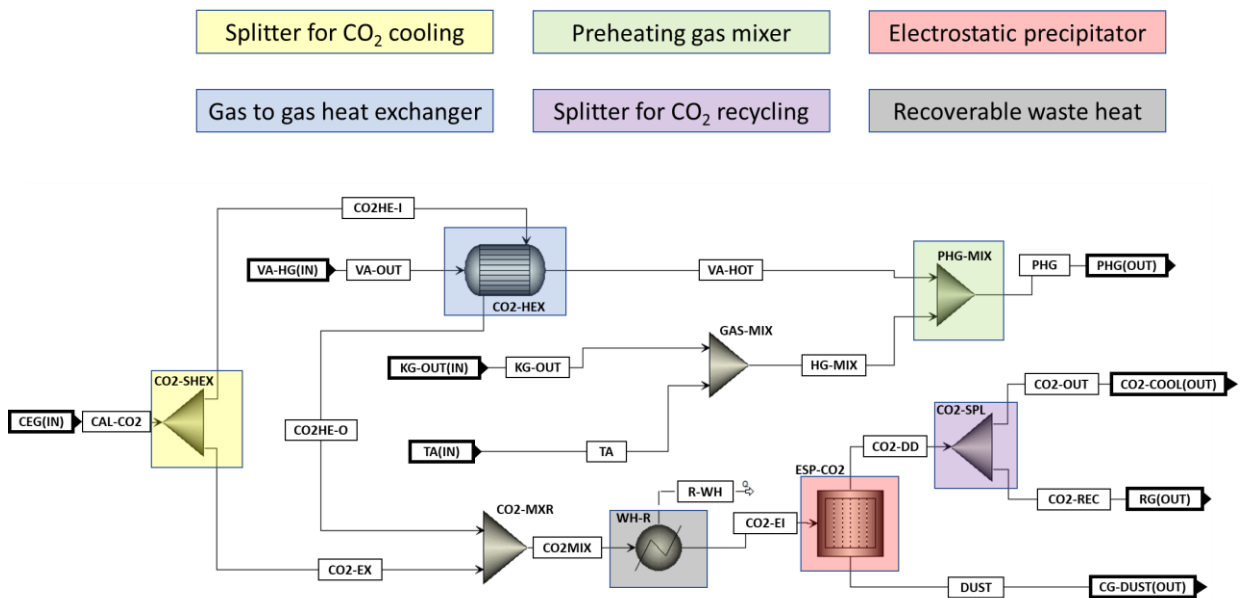 Splitter for CO₂ cooling
Preheating gas mixer
Electrostatic precipitator
Gas to gas heat exchanger
Splitter for CO₂ recycling
Recoverable waste heat
CO2HE-I
VA-HG(IN)
VA-OUT
CO2-HEX
VA-HOT
PHG-MIX
PHG
PHG(OUT)
GAS-MIX
KG-OUT(IN)
KG-OUT
HG-MIX
CO2-SHEX
CEG(IN)
CAL-CO2
CO2HE-O
TA(IN)
TA
CO2-OUT
CO2-COOL(OUT)
CO2-SPL
CO2-DD
ESP-CO2
CO2-REC
RG(OUT)
R-WH
Q
CO2-MXR
WH-R
CO2-EI
CO2MIX
CO2-EX
DUST
CG-DUST(OUT)